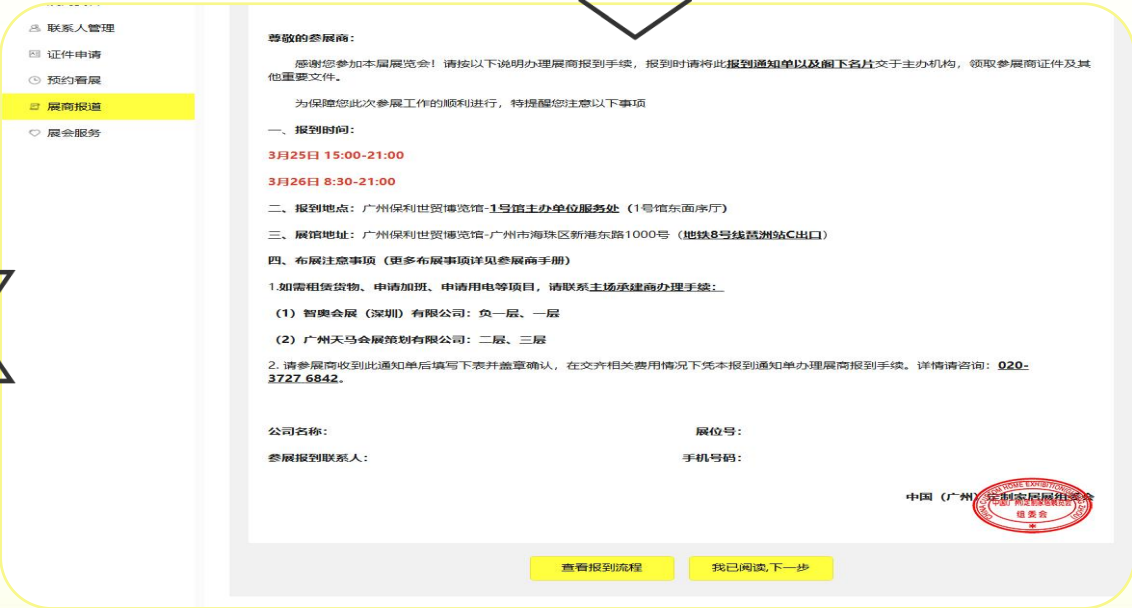 联系人管理
证件申请
预约看展
展商报道
展会服务
尊敬的参展商：
感谢您参加本届展览会！请按以下说明办理展商报到手续，报到时请将此报到通知单以及阁下名片交于主办机构，领取参展商证件及其
他重要文件。
为保障您此次参展工作的顺利进行，特提醒您注意以下事项
一、报到时间：
3月25日 15:00-21:00
3月26日 8:30-21:00
二、报到地点：广州保利世贸博览馆-1号馆主办单位服务处（1号馆东面序厅)
三、展馆地址：广州保利世贸博览馆-广州市海珠区新港东路1000号（地铁8号线琶洲站C出口）
四、布展注意事项（更多布展事项详见参展商手册）
1.如需租赁货物、申请加班、申请用电等项目，请联系主场承建商办理手续：
（1）智奥会展（深圳）有限公司：负一层、一层
（2）广州天马会展策划有限公司：二层、三层
2. 请参展商收到此通知单后填写下表并盖章确认，在交齐相关费用情况下凭本报到通知单办理展商报到手续。详情请咨询：020-
3727 6842。
公司名称：
展位号：
参展报到联系人：
手机号码：
中国（广州）定制家居展组委会
组委会
查看报到流程
我已阅读,下一步